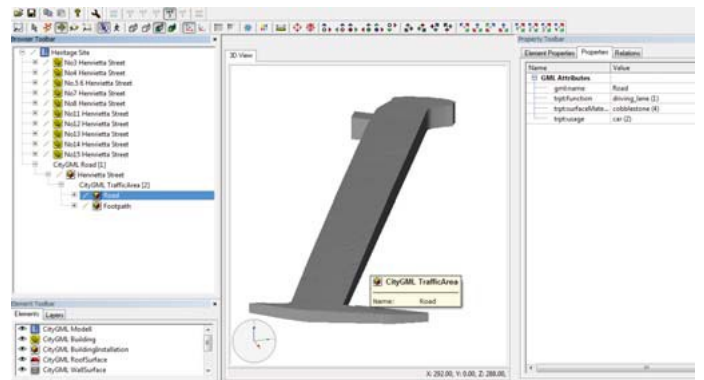 Browser Toolbar
Heritage Site
No3 Henrietta Street
No4 Henrietta Street
No.5 6 Henrietta Street
No7 Henrietta Street
No8 Henrietta Street
No11 Henrietta Street
No12 Henrietta Street
No13 Henrietta Street
No14 Henrietta Street
No15 Henrietta Street
CityGML Road [1]
Henrietta Street
CityGML TrafficArea [2]
Road
Footpath
Element Toolbar
Elements Layers
CityGML Modell
CityGML Building
CityGML BuildingInstallation
CityGML RoofSurface
CityGML WallSurface
3D View
CityGML TrafficArea
Name: Road
X: 292.00, Y: 0.00, Z: 288.00,
Property Toolbar
Element Properties Properties Relations
Name Value
GML Attributes
gml:name Road
trpt:function driving_lane (1)
trpt:surfaceMate... cobblestone (4)
trpt:usage car (2)